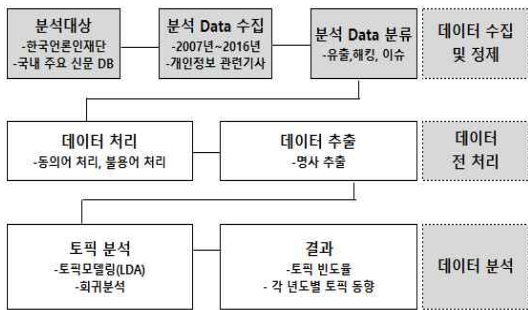 분석대상
-한국언론인재단
-국내 주요 신문 DB
분석 Data 수집
-2007년~2016년
-개인정보 관련기사
분석 Data 분류
-유출,해킹, 이슈
데이터 수집
및 정제
데이터 처리
-동의어 처리, 불용어 처리
데이터 추출
-명사 추출
데이터
전 처리
토픽 분석
-토픽모델링(LDA)
-회귀분석
결과
-토픽 빈도율
- 각 년도별 토픽 동향
데이터 분석